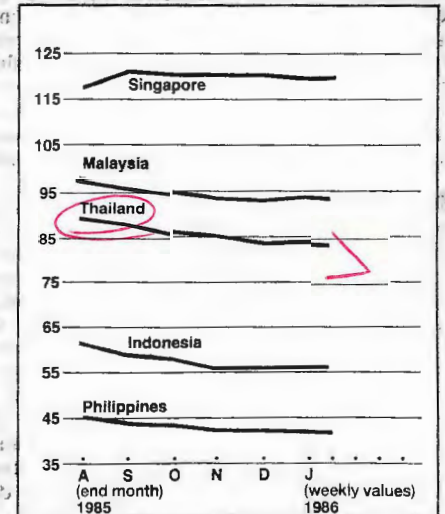 125
Singapore
115
105
Malaysia
95
Thailand
85
75
65
Indonesia
55
Philippines
45
35
A S O N D J
(end month) (weekly values)
1985 1986